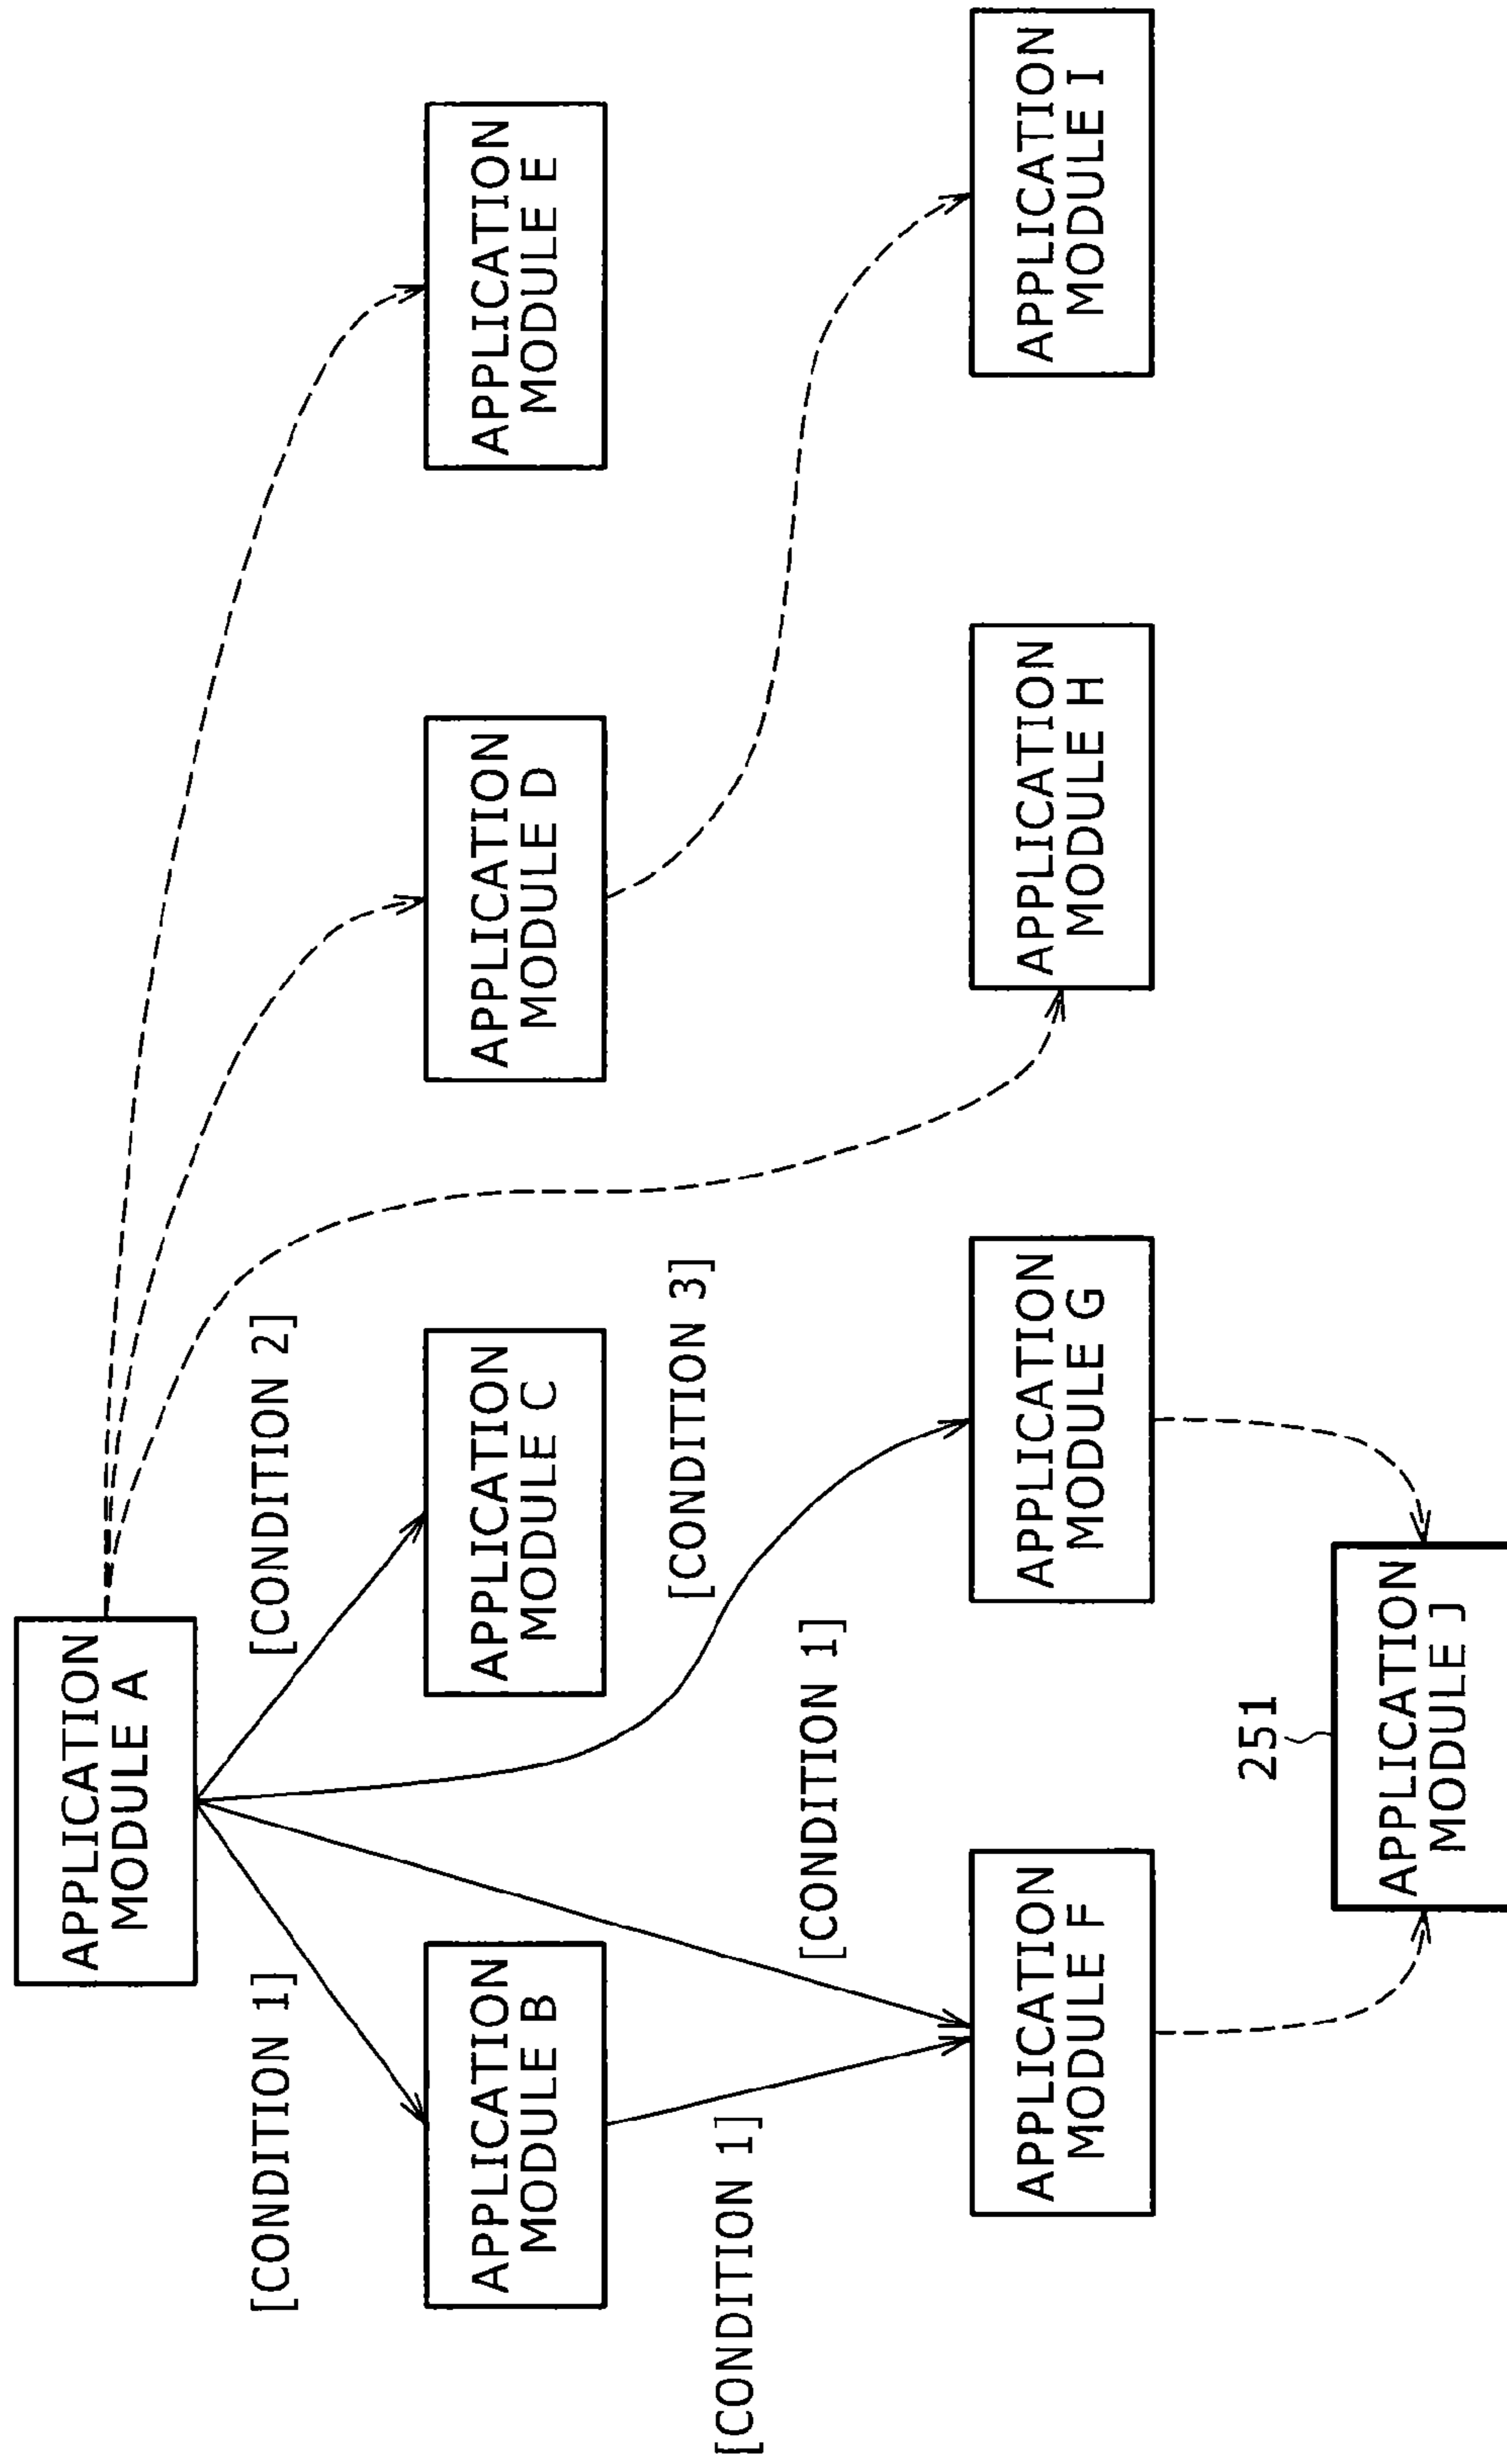 APPLICATION
MODULE A
[CONDITION 1]
[CONDITION 2]
APPLICATION
MODULE B
APPLICATION
MODULE C
APPLICATION
MODULE D
APPLICATION
MODULE E
[CONDITION 1]
[CONDITION 1]
[CONDITION 3]
APPLICATION
MODULE F
APPLICATION
MODULE G
APPLICATION
MODULE H
APPLICATION
MODULE I
251
APPLICATION
MODULE J